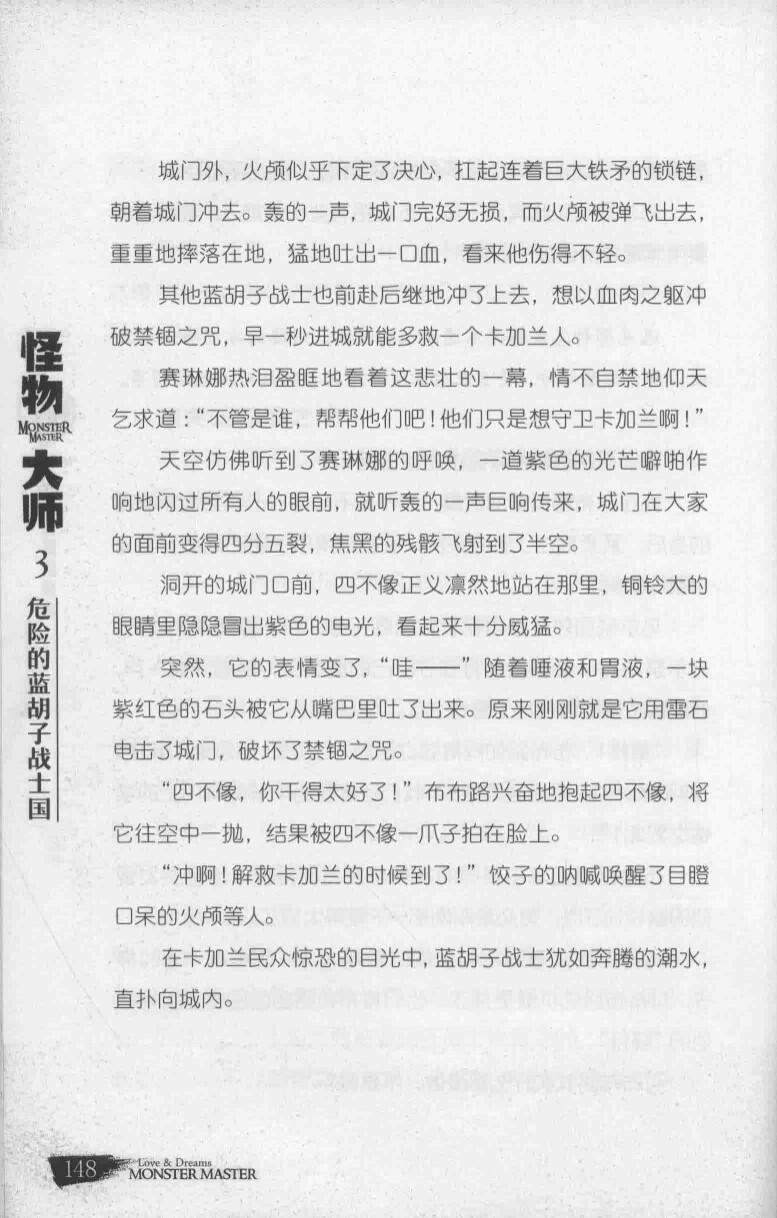 城门外，火颅似乎下定了决心，扛起连着巨大铁矛的锁链，
朝着城门冲去。轰的一声，城门完好无损，而火颅被弹飞出去，
重重地摔落在地，猛地吐出一口血，看来他伤得不轻。
其他蓝胡子战士也前赴后继地冲了上去，想以血肉之躯冲
破禁锢之咒，早一秒进城就能多救一个卡加兰人。
赛琳娜热泪盈眶地看着这悲壮的一幕，情不自禁地仰天
乞求道：“不管是谁，帮帮他们吧！他们只是想守卫卡加兰啊！”
天空仿佛听到了赛琳娜的呼唤，一道紫色的光芒噼啪作
响地闪过所有人的眼前，就听轰的一声巨响传来，城门在大家
的面前变得四分五裂，焦黑的残骸飞射到了半空。
洞开的城门口前，四不像正义凛然地站在那里，铜铃大的
眼睛里隐隐冒出紫色的电光，看起来十分威猛。
突然，它的表情变了，“哇——”随着唾液和胃液，一块
紫红色的石头被它从嘴巴里吐了出来。原来刚刚就是它用雷石
电击了城门，破坏了禁锢之咒。
“四不像，你干得太好了！”布布路兴奋地抱起四不像，将
它往空中一抛，结果被四不像一爪子拍在脸上。
“冲啊！解救卡加兰的时候到了！”饺子的呐喊唤醒了目瞪
口呆的火颅等人。
在卡加兰民众惊恐的目光中，蓝胡子战士犹如奔腾的潮水，
直扑向城内。
怪物
MONSTER
MASTER
大师
3
危险的蓝胡子战士国
148
Love & Dreams
MONSTER MASTER